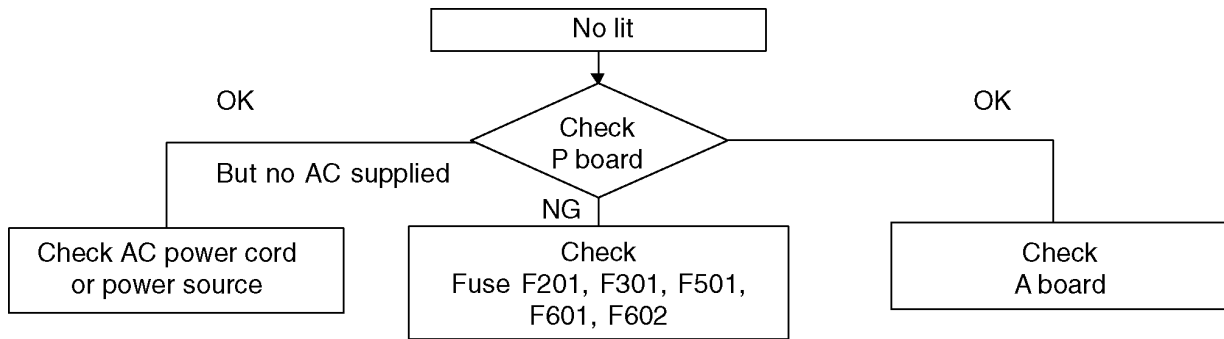 No lit
OK
OK
Check
P board
But no AC supplied
NG
Check AC power cord
or power source
Check
Fuse F201, F301, F501,
F601, F602
Check
A board